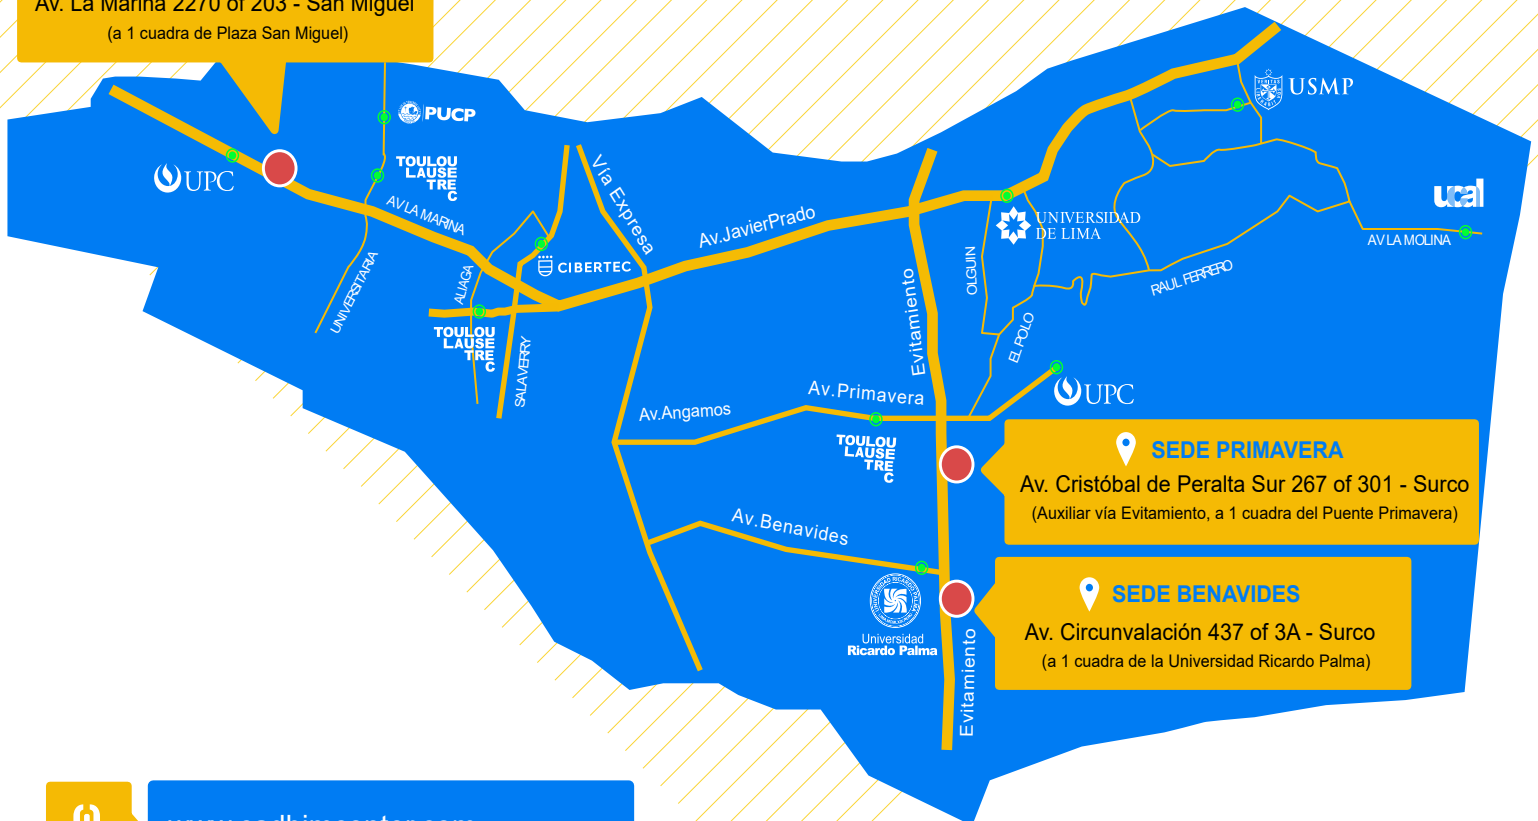 Av. La Marina 2270 of 203 - San Miguel
(a 1 cuadra de Plaza San Miguel)
PUCP
USMP
TOULOU
LAUSE
TRE
C
UPC
AV LA MARINA
Vía Expresa
Av.JavierPrado
UNIVERSIDAD
DE LIMA
ucal
AV LA MOLINA
UNIVERSITARIA
ALIAGA
CIBERTEC
OLGUIN
RAUL FERRERO
Evitamiento
TOULOU
LAUSE
TRE
C
SALAVERRY
EL POLO
Av.Primavera
Av.Angamos
UPC
TOULOU
LAUSE
TRE
C
SEDE PRIMAVERA
Av. Cristóbal de Peralta Sur 267 of 301 - Surco
(Auxiliar vía Evitamiento, a 1 cuadra del Puente Primavera)
Av.Benavides
UNIVERSIDAD RICARDO PALMA
Universidad
Ricardo Palma
SEDE BENAVIDES
Av. Circunvalación 437 of 3A - Surco
(a 1 cuadra de la Universidad Ricardo Palma)
Evitamiento